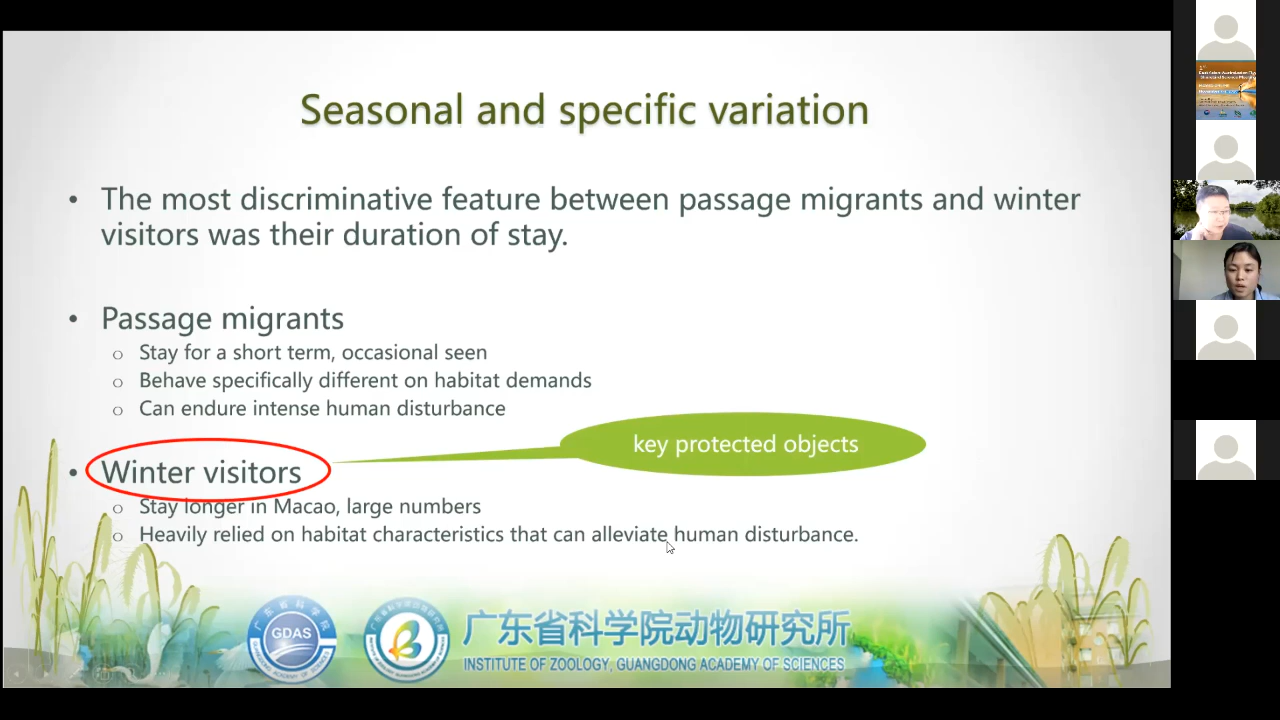 Seasonal and specific variation
• The most discriminative feature between passage migrants and winter
visitors was their duration of stay.
• Passage migrants
o Stay for a short term, occasional seen
o Behave specifically different on habitat demands
o Can endure intense human disturbance
key protected objects
• Winter visitors
o Stay longer in Macao, large numbers
o Heavily relied on habitat characteristics that can alleviate human disturbance.
GDAS
广东省科学院动物研究所
INSTITUTE OF ZOOLOGY, GUANGDONG ACADEMY OF SCIENCES